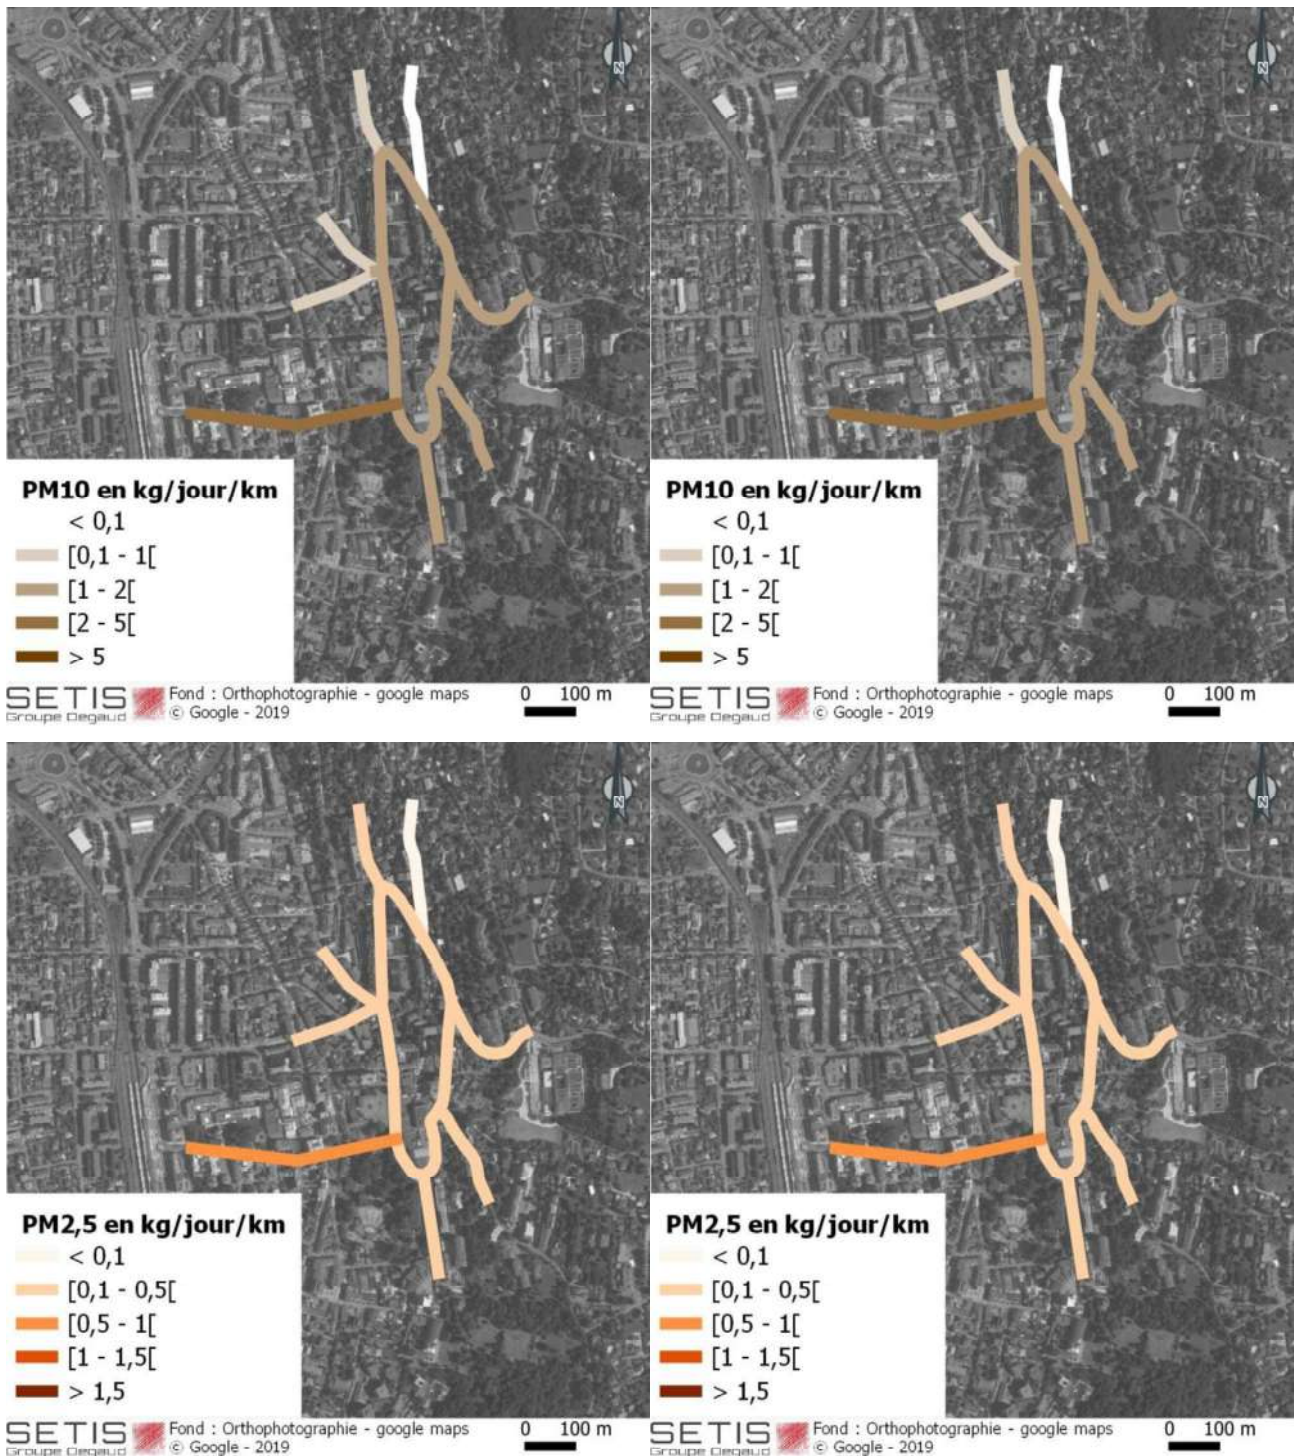 N
PM10 en kg/jour/km
< 0,1
[0,1 - 1[
[1 - 2[
[2 - 5[
> 5
SETIS
Groupe Degaud
Fond : Orthophotographie - google maps
© Google - 2019
0 100 m
N
PM10 en kg/jour/km
< 0,1
[0,1 - 1[
[1 - 2[
[2 - 5[
> 5
SETIS
Groupe Degaud
Fond : Orthophotographie - google maps
© Google - 2019
0 100 m
N
PM2,5 en kg/jour/km
< 0,1
[0,1 - 0,5[
[0,5 - 1[
[1 - 1,5[
> 1,5
SETIS
Groupe Degaud
Fond : Orthophotographie - google maps
© Google - 2019
0 100 m
N
PM2,5 en kg/jour/km
< 0,1
[0,1 - 0,5[
[0,5 - 1[
[1 - 1,5[
> 1,5
SETIS
Groupe Degaud
Fond : Orthophotographie - google maps
© Google - 2019
0 100 m